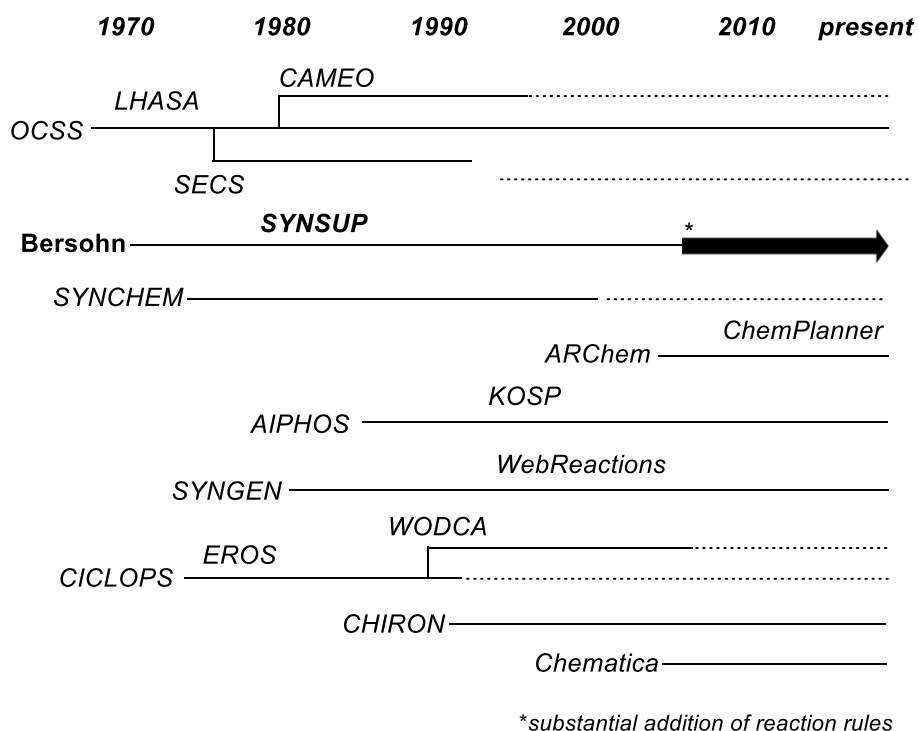 1970 1980 1990 2000 2010 present
CAMEO
LHASA
OCSS
SECS
SYNSUP
*
Bersohn
SYNCHEM
ChemPlanner
ARChem
KOSP
AIPHOS
WebReactions
SYNGEN
WODCA
EROS
CICLOPS
CHIRON
Chematica
*substantial addition of reaction rules